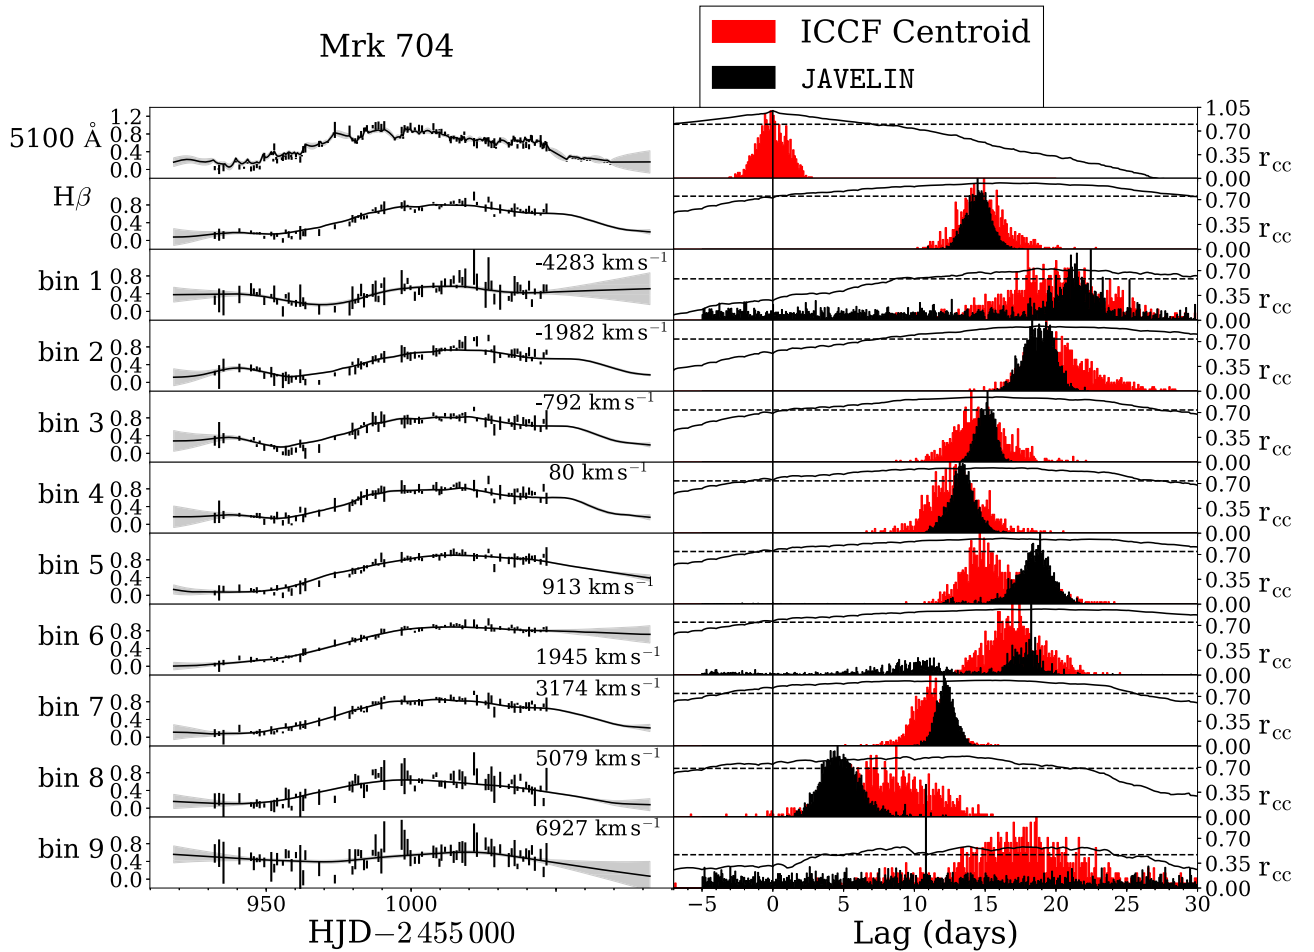 Mrk 704
ICCF Centroid
JAVELIN
5100 Å
1.2
0.8
0.4
0.0
1.05
0.70
0.35
0.00
r_cc
Hβ
0.8
0.4
0.0
0.70
0.35
0.00
r_cc
bin 1
0.8
0.4
0.0
-4283 km s⁻¹
0.70
0.35
0.00
r_cc
bin 2
0.8
0.4
0.0
-1982 km s⁻¹
0.70
0.35
0.00
r_cc
bin 3
0.8
0.4
0.0
-792 km s⁻¹
0.70
0.35
0.00
r_cc
bin 4
0.8
0.4
0.0
80 km s⁻¹
0.70
0.35
0.00
r_cc
bin 5
0.8
0.4
0.0
913 km s⁻¹
0.70
0.35
0.00
r_cc
bin 6
0.8
0.4
0.0
1945 km s⁻¹
0.70
0.35
0.00
r_cc
bin 7
0.8
0.4
0.0
3174 km s⁻¹
0.70
0.35
0.00
r_cc
bin 8
0.8
0.4
0.0
5079 km s⁻¹
0.70
0.35
0.00
r_cc
bin 9
0.8
0.4
0.0
6927 km s⁻¹
0.70
0.35
0.00
r_cc
950 1000
−5 0 5 10 15 20 25 30
HJD−2 455 000
Lag (days)